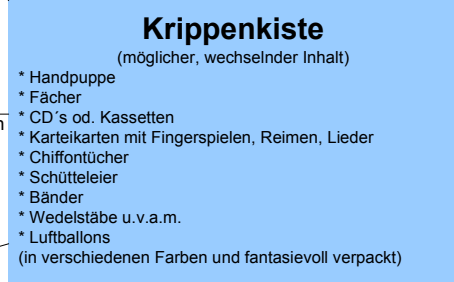 Krippenkiste
(möglicher, wechselnder Inhalt)
* Handpuppe
* Fächer
* CD´s od. Kassetten
* Karteikarten mit Fingerspielen, Reimen, Lieder
* Chiffontücher
* Schütteleier
* Bänder
* Wedelstäbe u.v.a.m.
* Luftballons
(in verschiedenen Farben und fantasievoll verpackt)